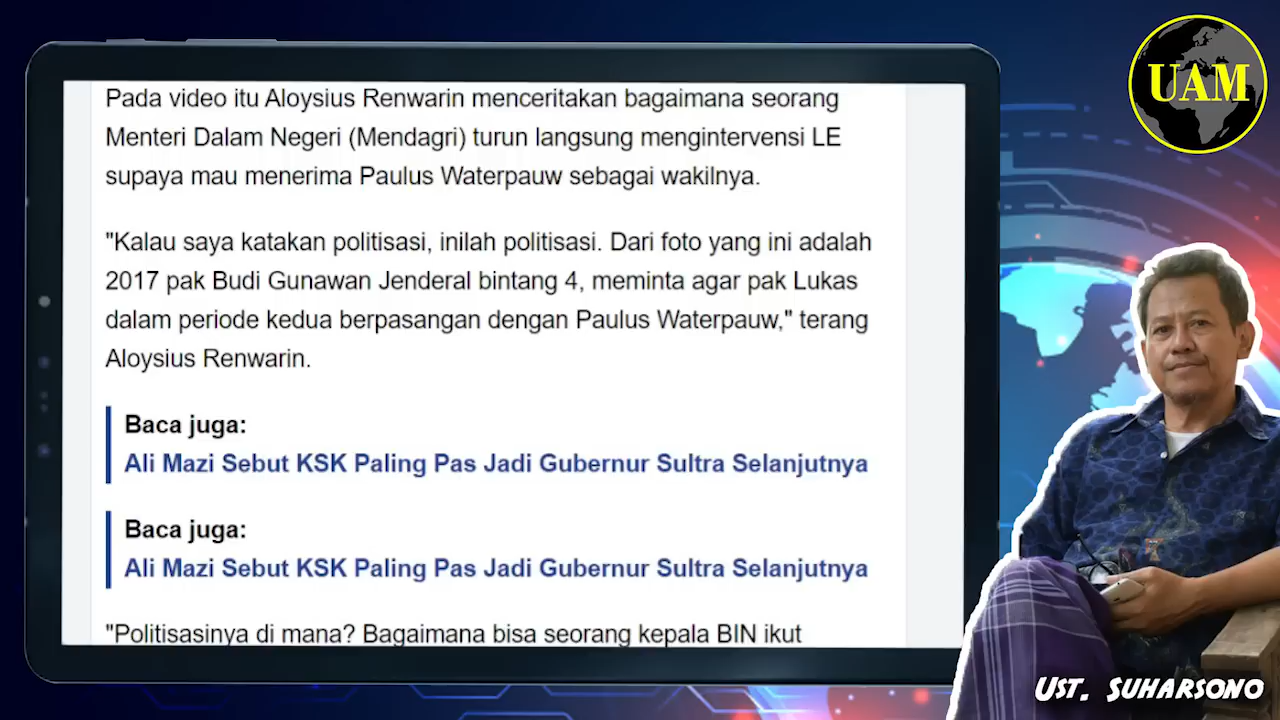 Pada video itu Aloysius Renwarin menceritakan bagaimana seorang
Menteri Dalam Negeri (Mendagri) turun langsung mengintervensi LE
supaya mau menerima Paulus Waterpauw sebagai wakilnya.
"Kalau saya katakan politisasi, inilah politisasi. Dari foto yang ini adalah
2017 pak Budi Gunawan Jenderal bintang 4, meminta agar pak Lukas
dalam periode kedua berpasangan dengan Paulus Waterpauw," terang
Aloysius Renwarin.
Baca juga:
Ali Mazi Sebut KSK Paling Pas Jadi Gubernur Sultra Selanjutnya
Baca juga:
Ali Mazi Sebut KSK Paling Pas Jadi Gubernur Sultra Selanjutnya
"Politisasinya di mana? Bagaimana bisa seorang kepala BIN ikut
UAM
UST. SUHARSONO